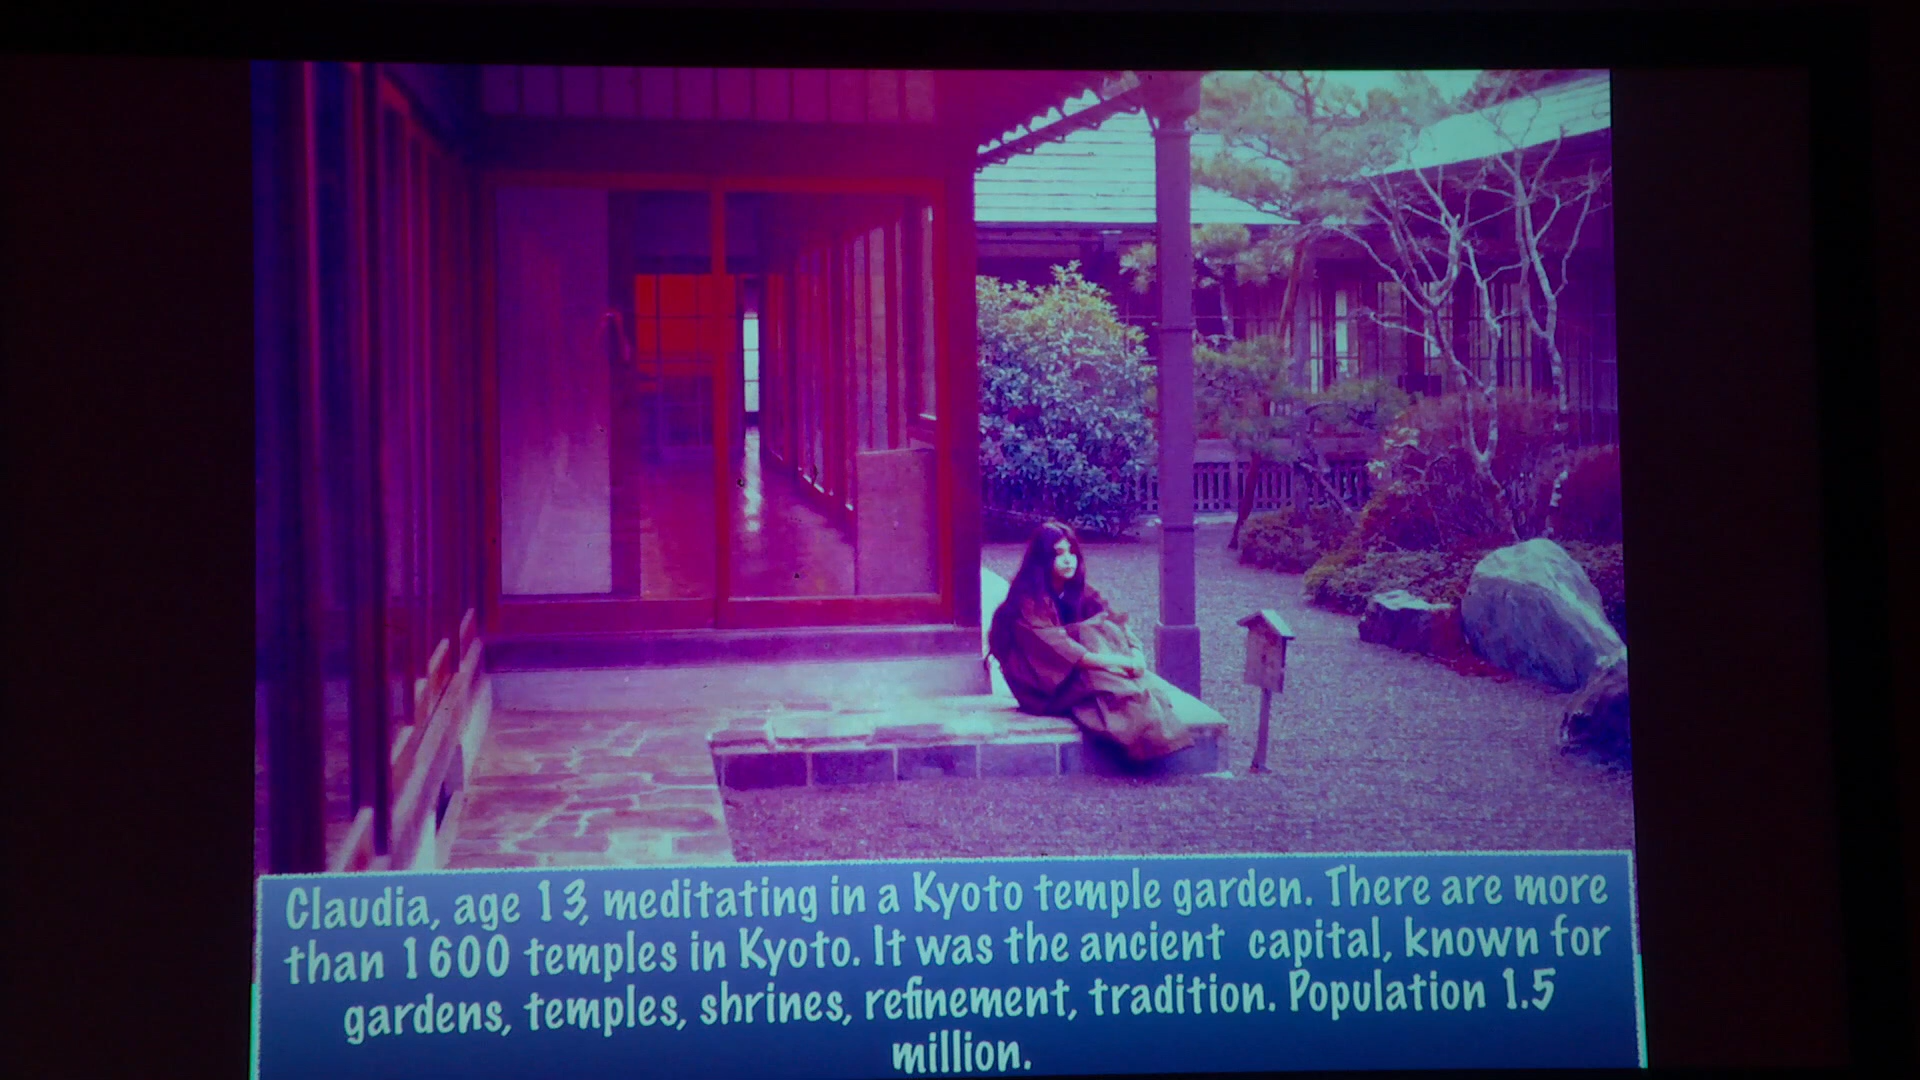 Claudia, age 13, meditating in a Kyoto temple garden. There are more
than 1600 temples in Kyoto. It was the ancient capital, known for
gardens, temples, shrines, refinement, tradition. Population 1.5
million.